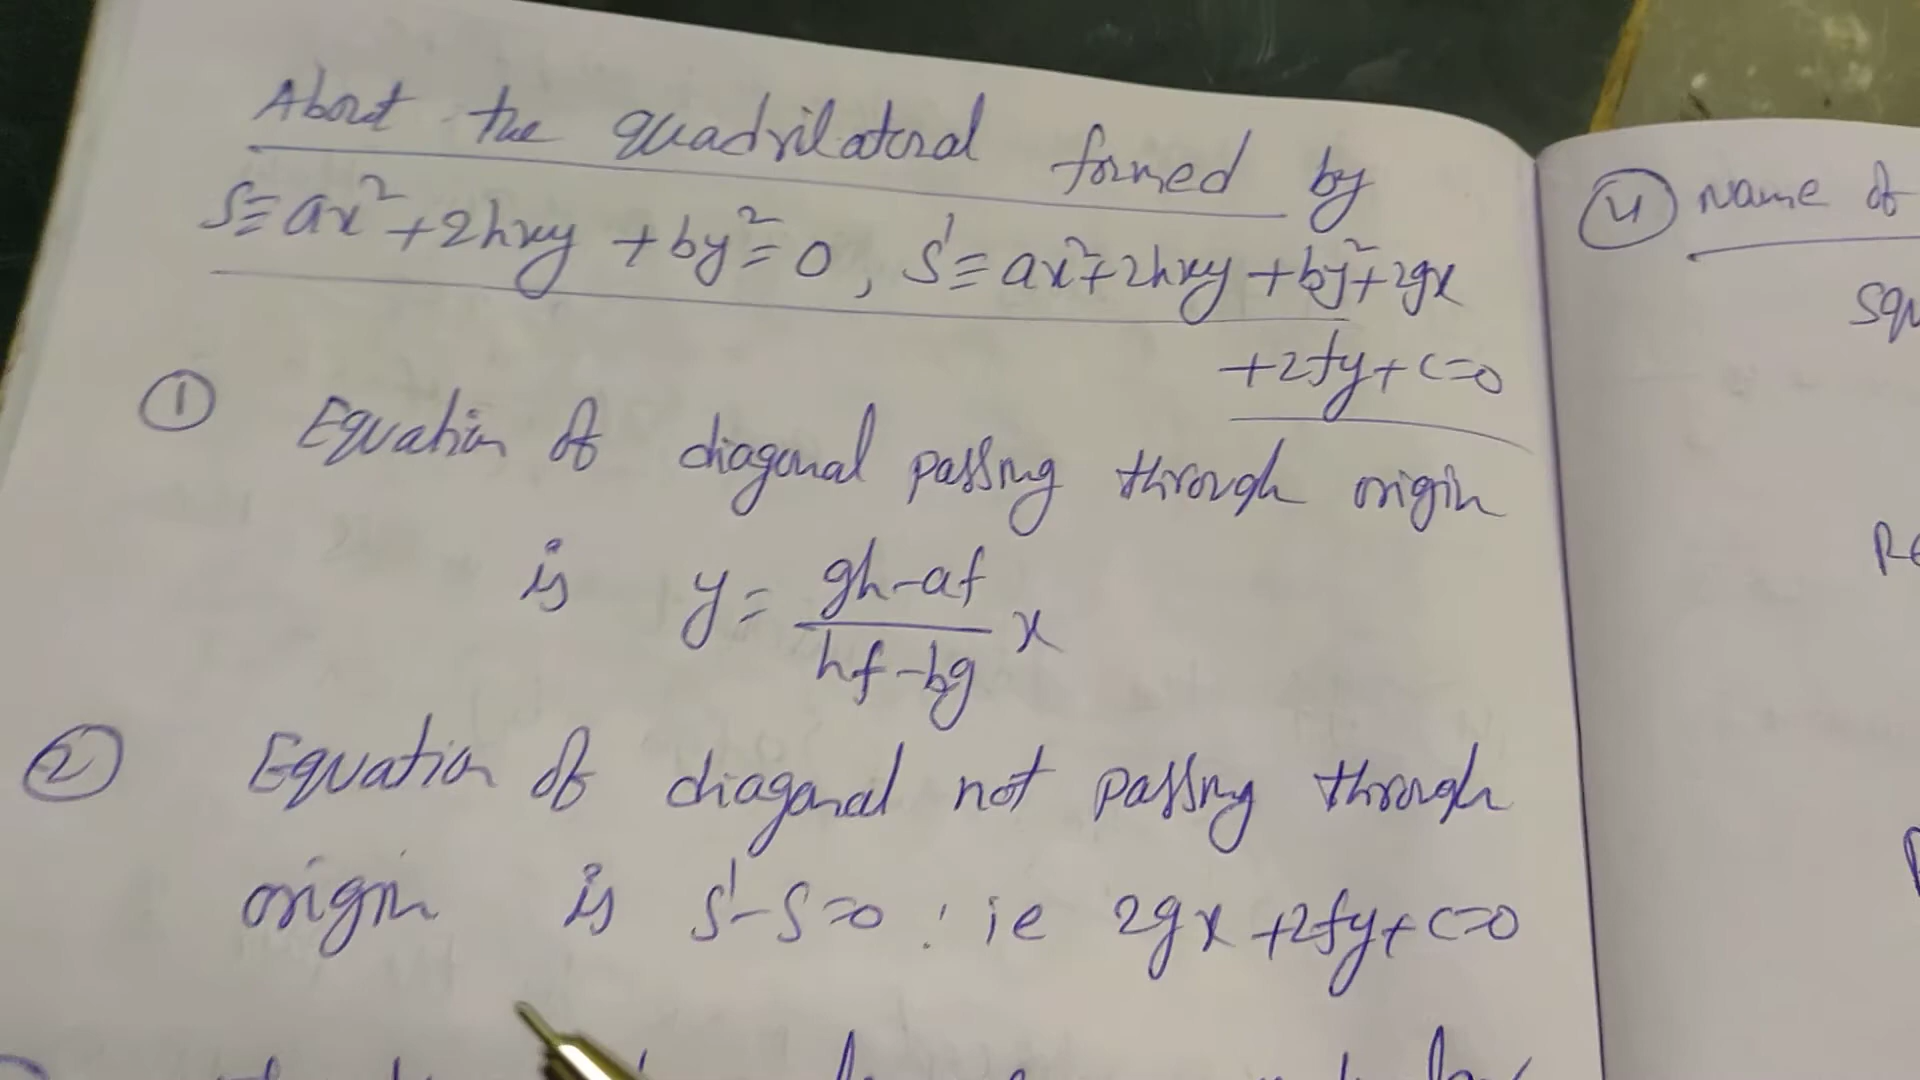 About the quadrilateral formed by
S≡ax²+2hxy+by²=0, S'≡ax²+2hxy+by²+2gx
+2fy+c=0
① Equation of diagonal passing through origin
is y= gh-af / hf-bg x
② Equation of diagonal not passing through
origin is S'-S=0 : ie 2gx+2fy+c=0
④ Name of